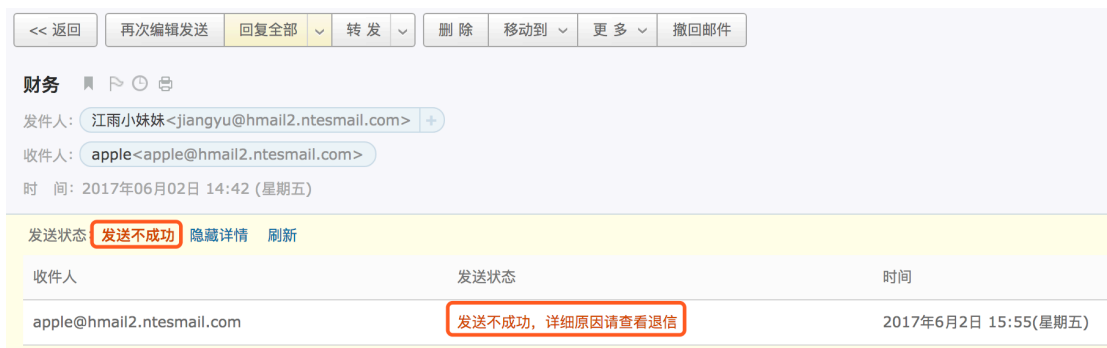 << 返回 再次编辑发送 回复全部 转 发 删 除 移动到 更 多 撤回邮件
财务
发件人： 江雨小妹妹<jiangyu@hmail2.ntesmail.com> +
收件人： apple<apple@hmail2.ntesmail.com>
时 间： 2017年06月02日 14:42 (星期五)
发送状态： 发送不成功 隐藏详情 刷新
收件人 发送状态 时间
apple@hmail2.ntesmail.com 发送不成功，详细原因请查看退信 2017年6月2日 15:55(星期五)